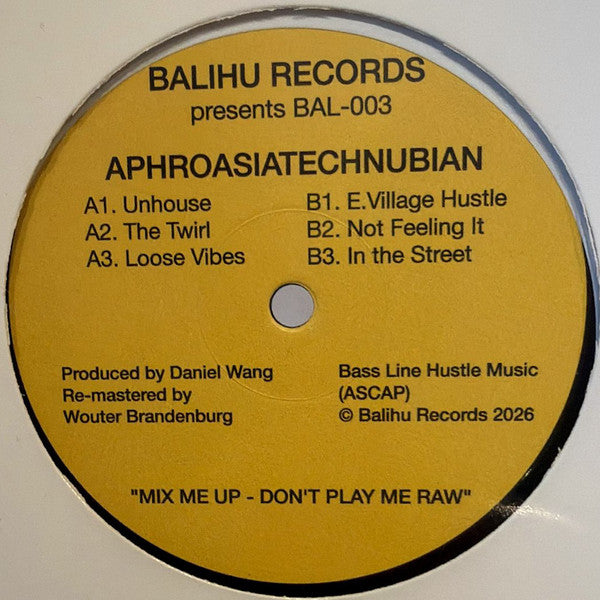 BALIHU RECORDS
presents BAL-003
APHROASIATECHNUBIAN
A1. Unhouse
A2. The Twirl
A3. Loose Vibes
B1. E.Village Hustle
B2. Not Feeling It
B3. In the Street
Produced by Daniel Wang
Re-mastered by
Wouter Brandenburg
Bass Line Hustle Music
(ASCAP)
© Balihu Records 2026
"MIX ME UP - DON'T PLAY ME RAW"